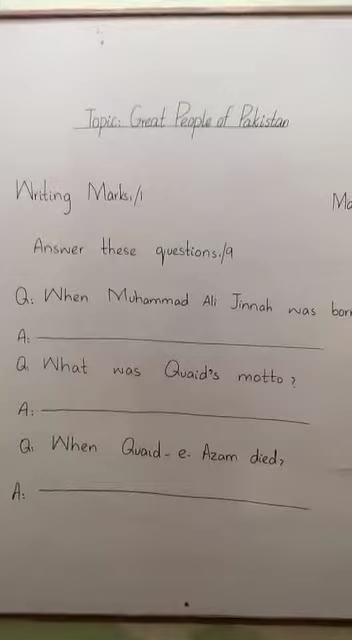 Topic: Great People of Pakistan
Writing Marks./1
Answer these questions./9
Q: When Muhammad Ali Jinnah was born
A:
Q: What was Quaid's motto?
A:
Q: When Quaid-e-Azam died?
A: